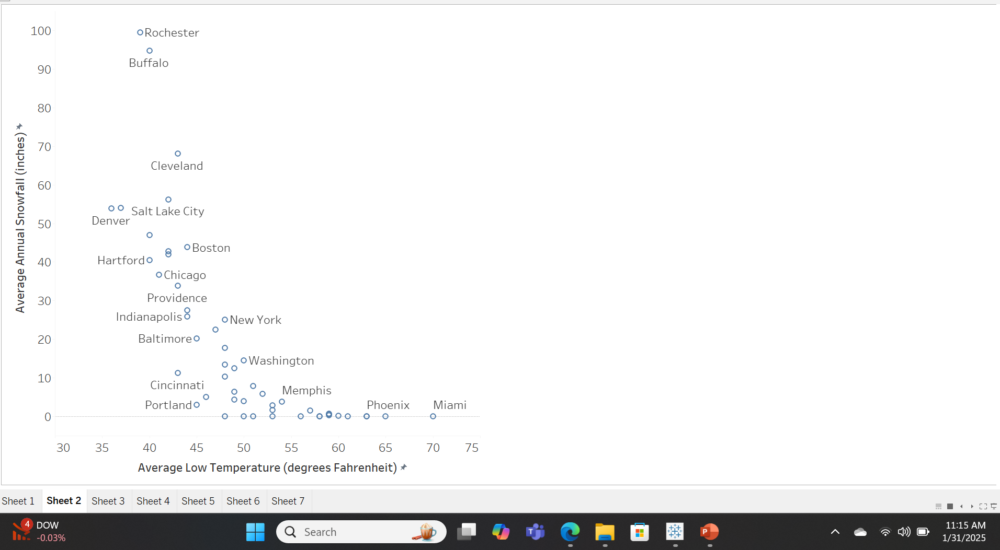 100
90
80
70
60
50
40
30
20
10
0
Average Annual Snowfall (inches)
Rochester
Buffalo
Cleveland
Salt Lake City
Denver
Boston
Hartford
Chicago
Providence
Indianapolis
New York
Baltimore
Washington
Cincinnati
Memphis
Portland
Phoenix
Miami
30 35 40 45 50 55 60 65 70 75
Average Low Temperature (degrees Fahrenheit)
Sheet 1 Sheet 2 Sheet 3 Sheet 4 Sheet 5 Sheet 6 Sheet 7
4
DOW
-0.03%
Search
T
P
11:15 AM
1/31/2025